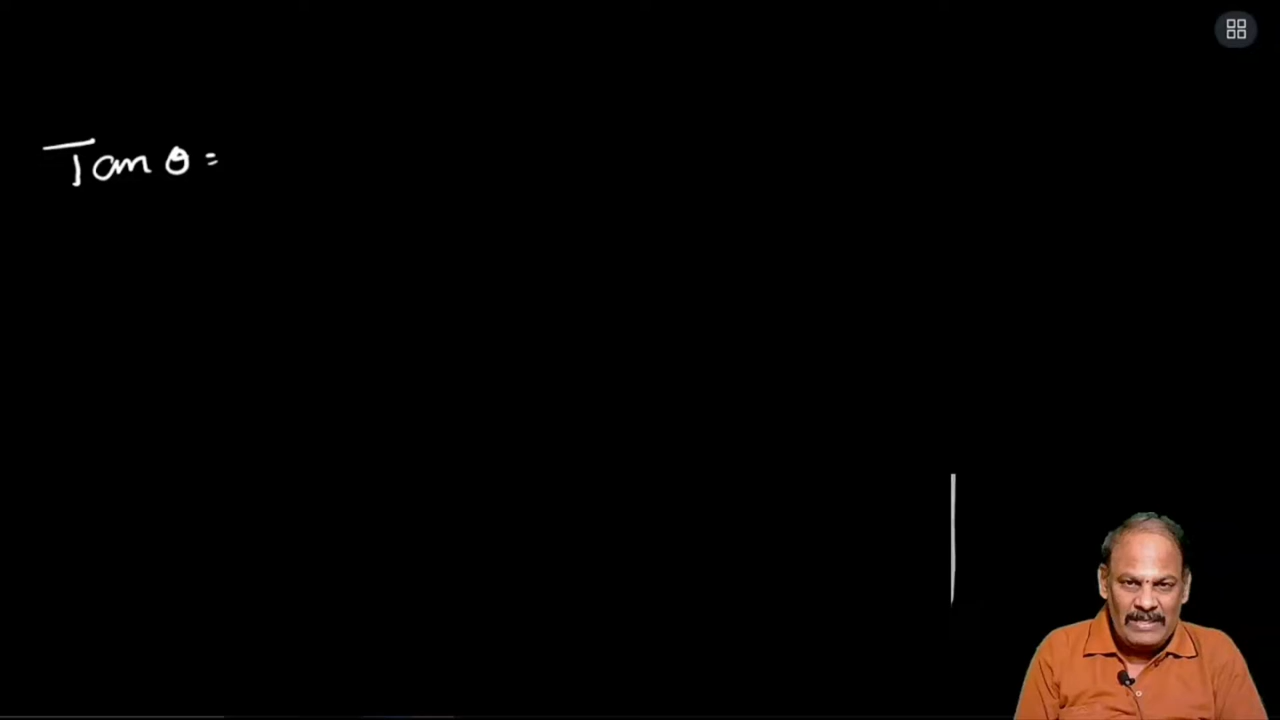 Tan θ =